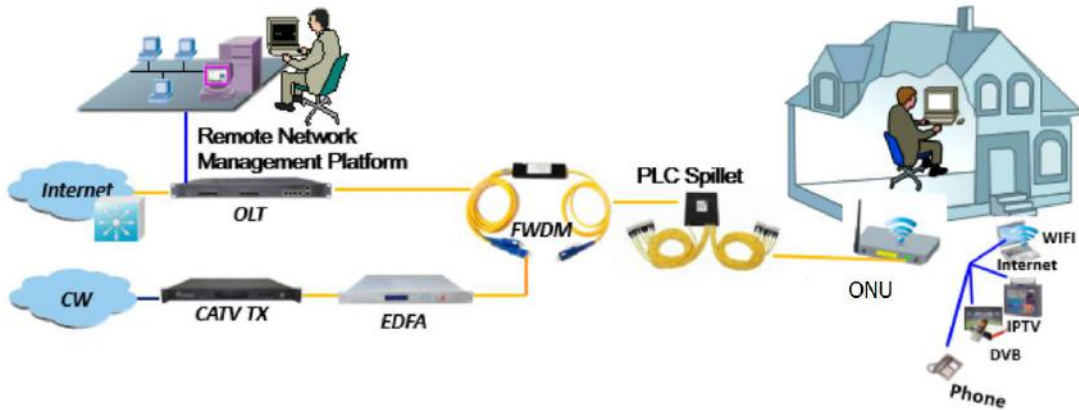 Remote Network
Management Platform
Internet
OLT
FWDM
PLC Spillet
ONU
WIFI
Internet
IPTV
DVB
Phone
CW
CATV TX
EDFA